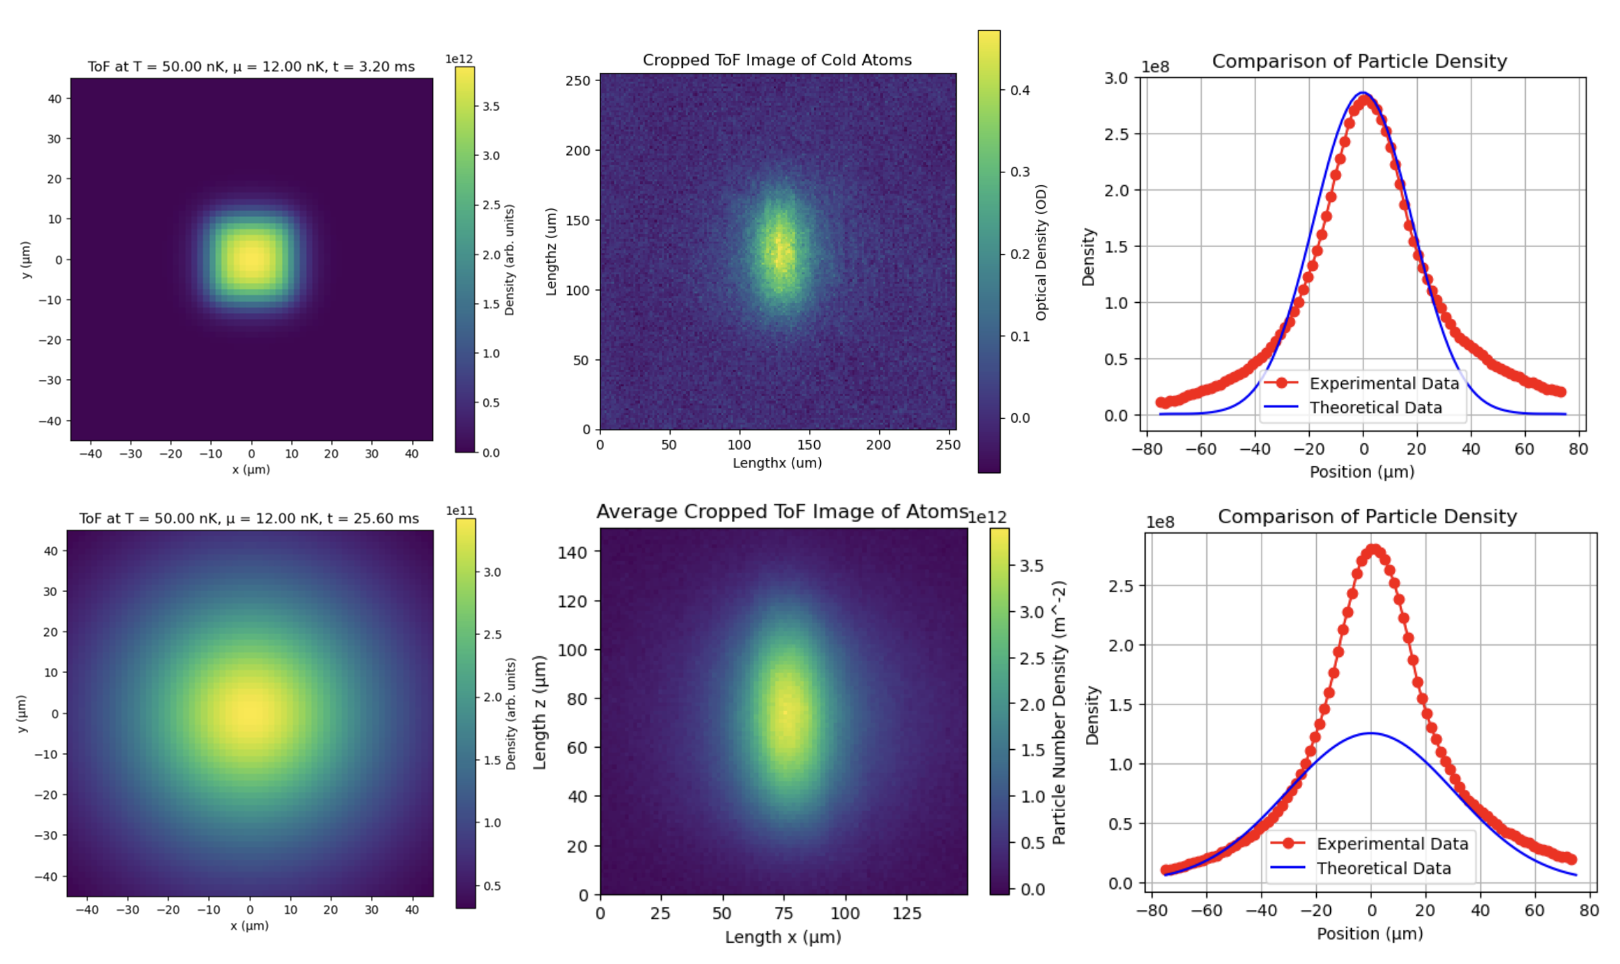 ToF at T = 50.00 nK, μ = 12.00 nK, t = 3.20 ms
1e12
40
30
20
10
0
−10
−20
−30
−40
y (μm)
−40 −30 −20 −10 0 10 20 30 40
x (μm)
3.5
3.0
2.5
2.0
1.5
1.0
0.5
0.0
Density (arb. units)
Cropped ToF Image of Cold Atoms
250
200
150
100
50
0
Lengthz (um)
0 50 100 150 200 250
Lengthx (um)
0.4
0.3
0.2
0.1
0.0
Optical Density (OD)
Comparison of Particle Density
1e8
3.0
2.5
2.0
1.5
1.0
0.5
0.0
Density
Experimental Data
Theoretical Data
−80 −60 −40 −20 0 20 40 60 80
Position (μm)
ToF at T = 50.00 nK, μ = 12.00 nK, t = 25.60 ms
1e11
40
30
20
10
0
−10
−20
−30
−40
y (μm)
−40 −30 −20 −10 0 10 20 30 40
x (μm)
3.0
2.5
2.0
1.5
1.0
0.5
Density (arb. units)
Average Cropped ToF Image of Atoms
1e12
140
120
100
80
60
40
20
0
Length z (μm)
0 25 50 75 100 125
Length x (μm)
3.5
3.0
2.5
2.0
1.5
1.0
0.5
0.0
Particle Number Density (m^-2)
Comparison of Particle Density
1e8
2.5
2.0
1.5
1.0
0.5
0.0
Density
Experimental Data
Theoretical Data
−80 −60 −40 −20 0 20 40 60 80
Position (μm)